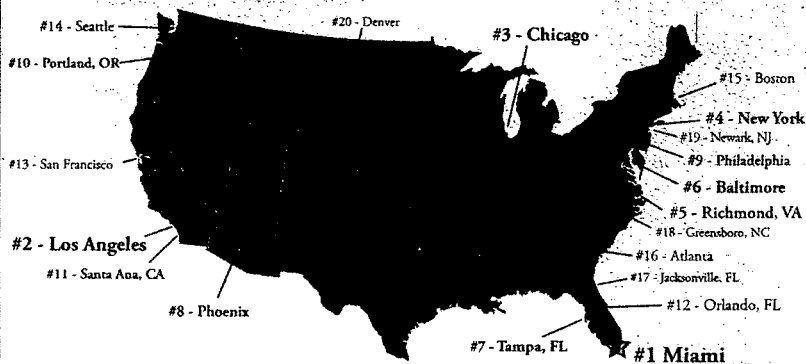 #14 - Seattle
#20 - Denver
#3 - Chicago
#10 - Portland, OR
#15 - Boston
#4 - New York
#19 - Newark, NJ
#13 - San Francisco
#9 - Philadelphia
#6 - Baltimore
#5 - Richmond, VA
#18 - Greensboro, NC
#2 - Los Angeles
#16 - Atlanta
#11 - Santa Ana, CA
#17 - Jacksonville, FL
#12 - Orlando, FL
#8 - Phoenix
#7 - Tampa, FL
#1 Miami